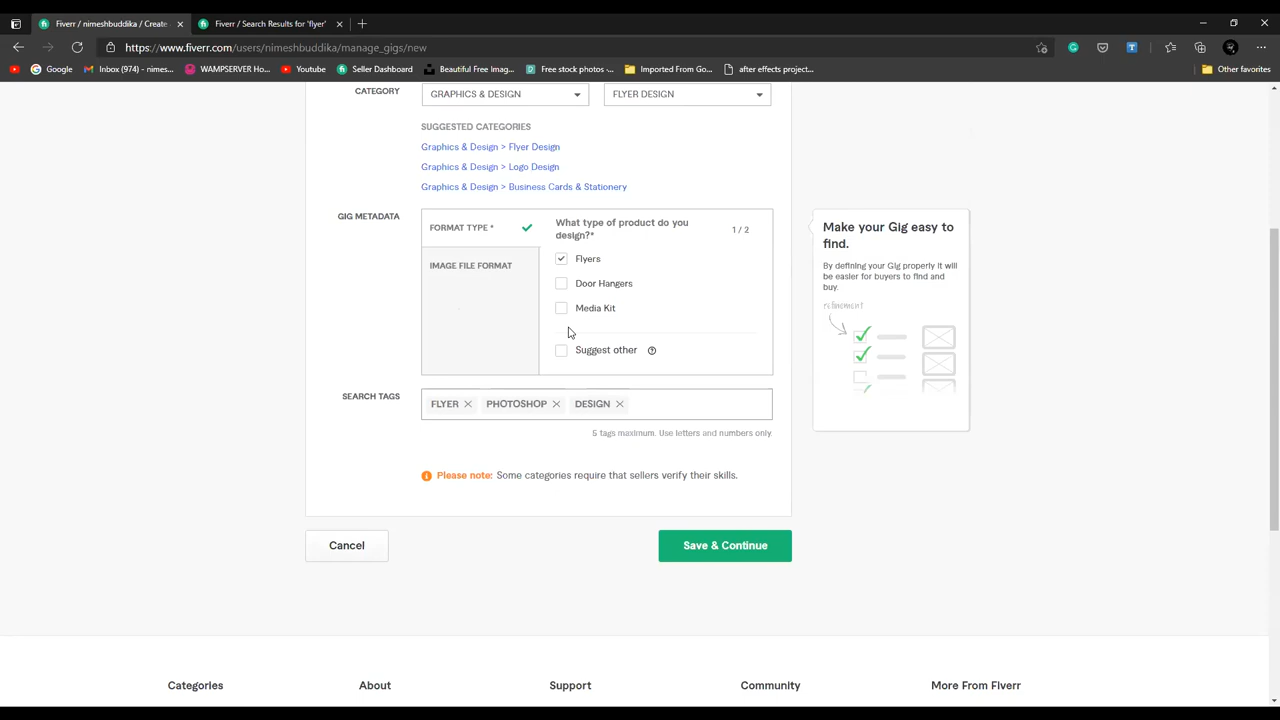 Fiverr / nimeshbuddika / Create
Fiverr / Search Results for 'flyer'
https://www.fiverr.com/users/nimeshbuddika/manage_gigs/new
Google
Inbox (974) - nimes...
WAMPSERVER Ho...
Youtube
Seller Dashboard
Beautiful Free Imag...
Free stock photos -...
Imported From Go...
after effects project...
Other favorites
CATEGORY
GRAPHICS & DESIGN
FLYER DESIGN
SUGGESTED CATEGORIES
Graphics & Design > Flyer Design
Graphics & Design > Logo Design
Graphics & Design > Business Cards & Stationery
GIG METADATA
FORMAT TYPE *
IMAGE FILE FORMAT
What type of product do you
design?*
1 / 2
Flyers
Door Hangers
Media Kit
Suggest other
Make your Gig easy to
find.
By defining your Gig properly it will
be easier for buyers to find and
buy.
refinement
SEARCH TAGS
FLYER
PHOTOSHOP
DESIGN
5 tags maximum. Use letters and numbers only.
Please note: Some categories require that sellers verify their skills.
Cancel
Save & Continue
Categories
About
Support
Community
More From Fiverr